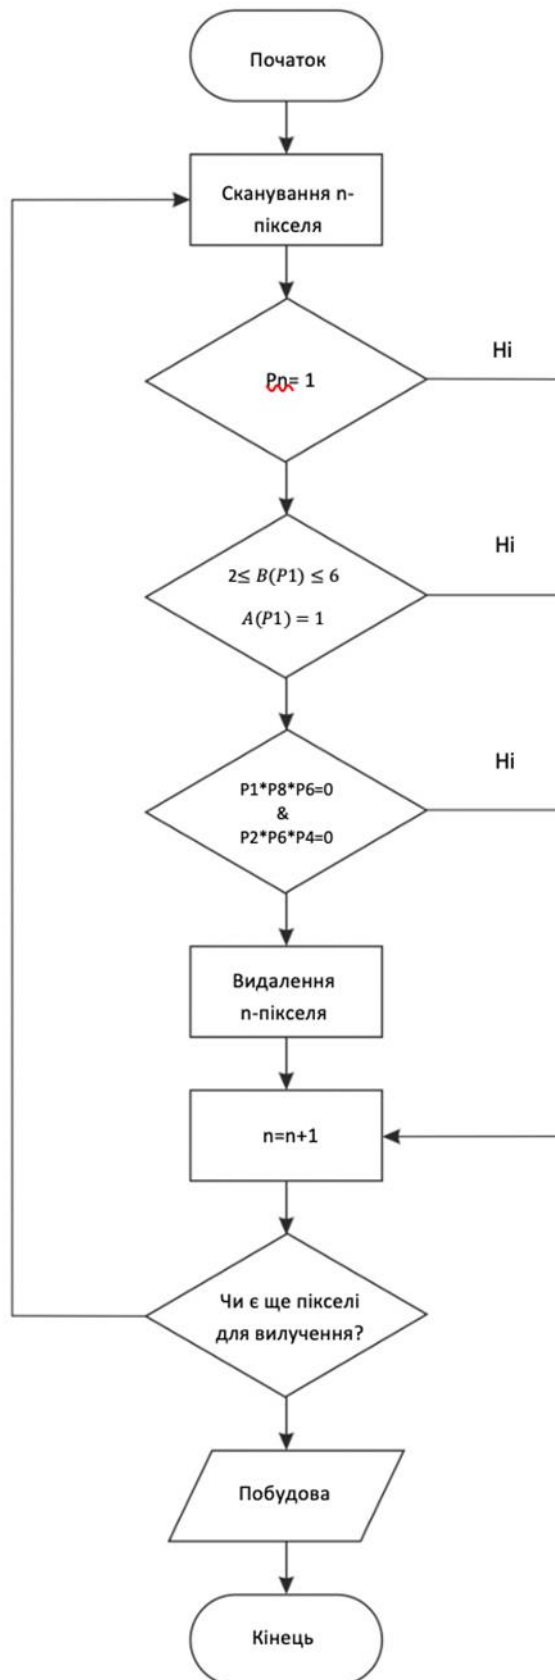 Початок
Сканування n-
пікселя
Ні
Pn= 1
Ні
2≤ B(P1) ≤ 6
A(P1) = 1
Ні
P1*P8*P6=0
&
P2*P6*P4=0
Видалення
n-пікселя
n=n+1
Чи є ще пікселі
для вилучення?
Побудова
Кінець